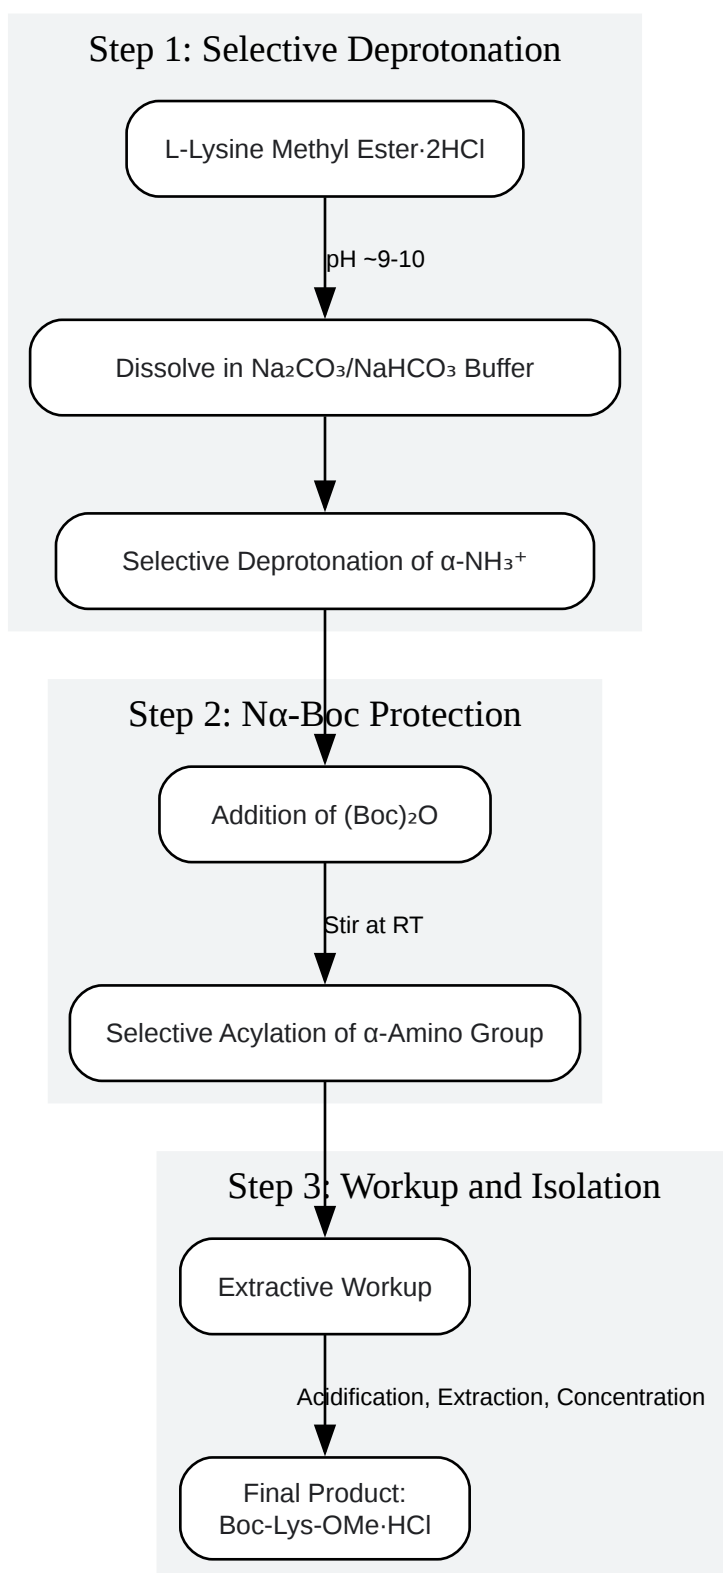 Step 1: Selective Deprotonation
L-Lysine Methyl Ester·2HCl
pH ~9-10
Dissolve in Na₂CO₃/NaHCO₃ Buffer
Selective Deprotonation of α-NH₃⁺
Step 2: Nα-Boc Protection
Addition of (Boc)₂O
Stir at RT
Selective Acylation of α-Amino Group
Step 3: Workup and Isolation
Extractive Workup
Acidification, Extraction, Concentration
Final Product:
Boc-Lys-OMe·HCl